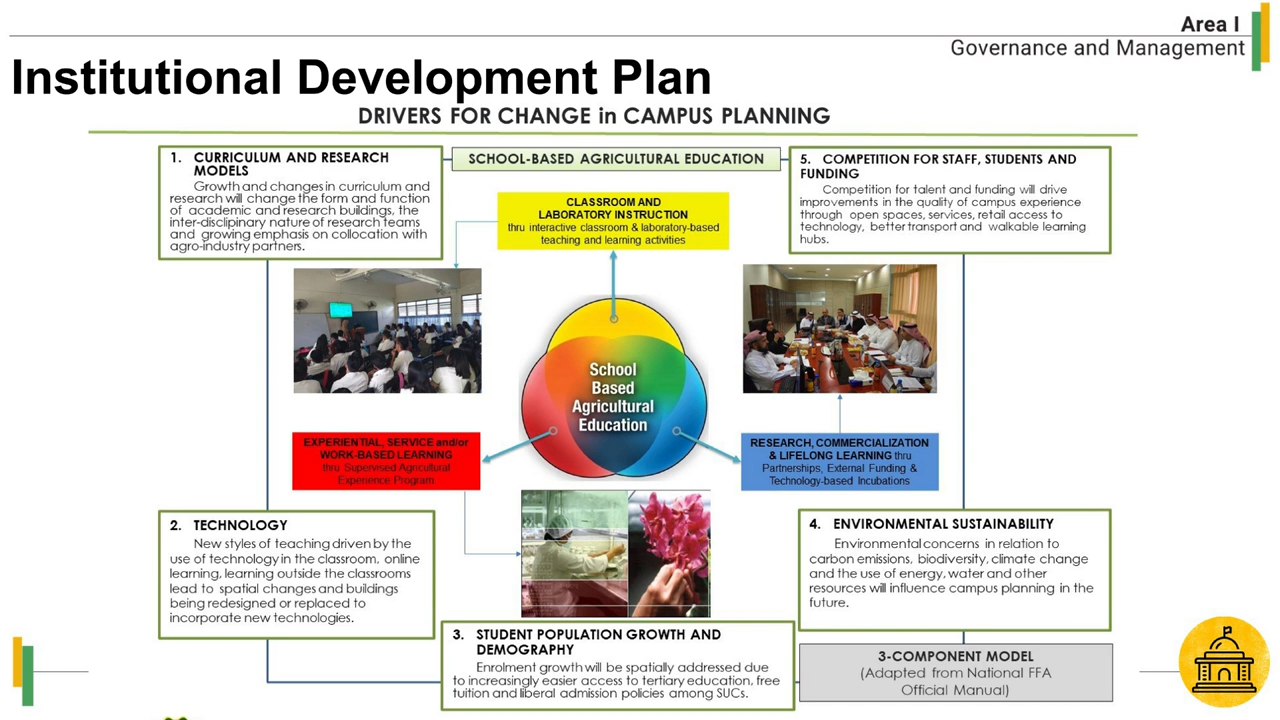 Area I
Governance and Management
Institutional Development Plan
DRIVERS FOR CHANGE in CAMPUS PLANNING
1. CURRICULUM AND RESEARCH
MODELS
Growth and changes in curriculum and
research will change the form and function
of academic and research buildings, the
inter-disclipinary nature of research teams
and growing emphasis on collocation with
agro-industry partners.
SCHOOL-BASED AGRICULTURAL EDUCATION
5. COMPETITION FOR STAFF, STUDENTS AND
FUNDING
Competition for talent and funding will drive
improvements in the quality of campus experience
through open spaces, services, retail access to
technology, better transport and walkable learning
hubs.
CLASSROOM AND
LABORATORY INSTRUCTION
thru interactive classroom & laboratory-based
teaching and learning activities
School
Based
Agricultural
Education
EXPERIENTIAL, SERVICE and/or
WORK-BASED LEARNING
thru Supervised Agricultural
Experience Program
RESEARCH, COMMERCIALIZATION
& LIFELONG LEARNING thru
Partnerships, External Funding &
Technology-based Incubations
2. TECHNOLOGY
New styles of teaching driven by the
use of technology in the classroom, online
learning, learning outside the classrooms
lead to spatial changes and buildings
being redesigned or replaced to
incorporate new technologies.
4. ENVIRONMENTAL SUSTAINABILITY
Environmental concerns in relation to
carbon emissions, biodiversity, climate change
and the use of energy, water and other
resources will influence campus planning in the
future.
3. STUDENT POPULATION GROWTH AND
DEMOGRAPHY
Enrolment growth will be spatially addressed due
to increasingly easier access to tertiary education, free
tuition and liberal admission policies among SUCs.
3-COMPONENT MODEL
(Adapted from National FFA
Official Manual)